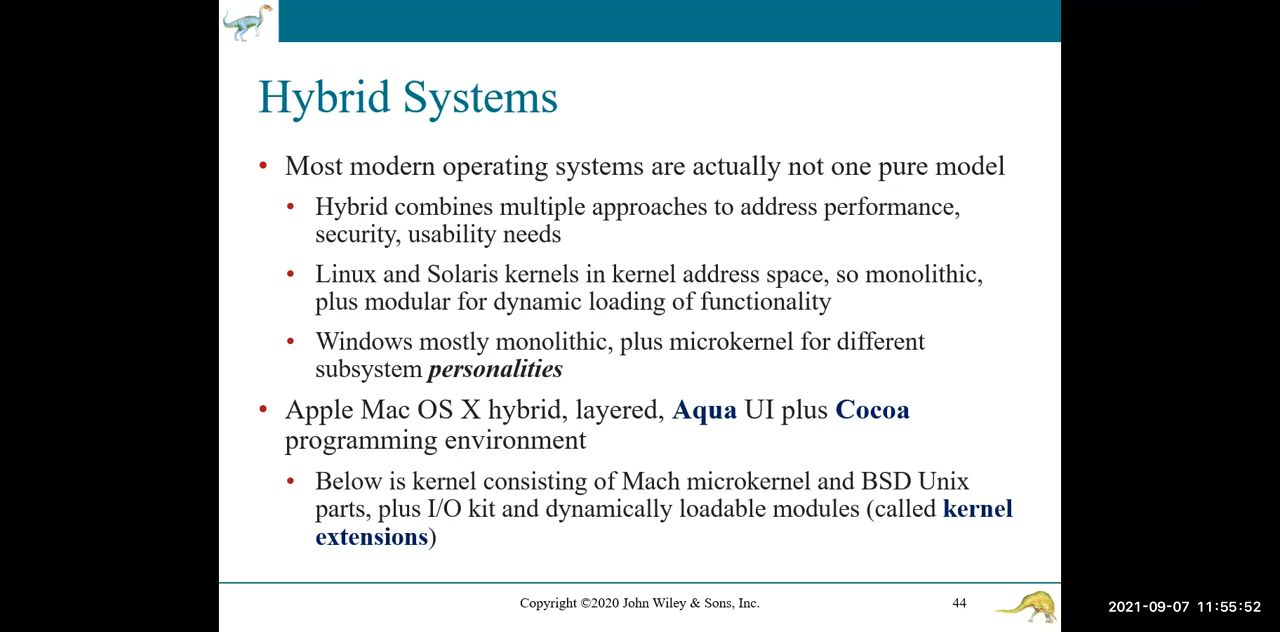 Hybrid Systems
• Most modern operating systems are actually not one pure model
• Hybrid combines multiple approaches to address performance,
security, usability needs
• Linux and Solaris kernels in kernel address space, so monolithic,
plus modular for dynamic loading of functionality
• Windows mostly monolithic, plus microkernel for different
subsystem personalities
• Apple Mac OS X hybrid, layered, Aqua UI plus Cocoa
programming environment
• Below is kernel consisting of Mach microkernel and BSD Unix
parts, plus I/O kit and dynamically loadable modules (called kernel
extensions)
Copyright ©2020 John Wiley & Sons, Inc.
44
2021-09-07 11:55:52